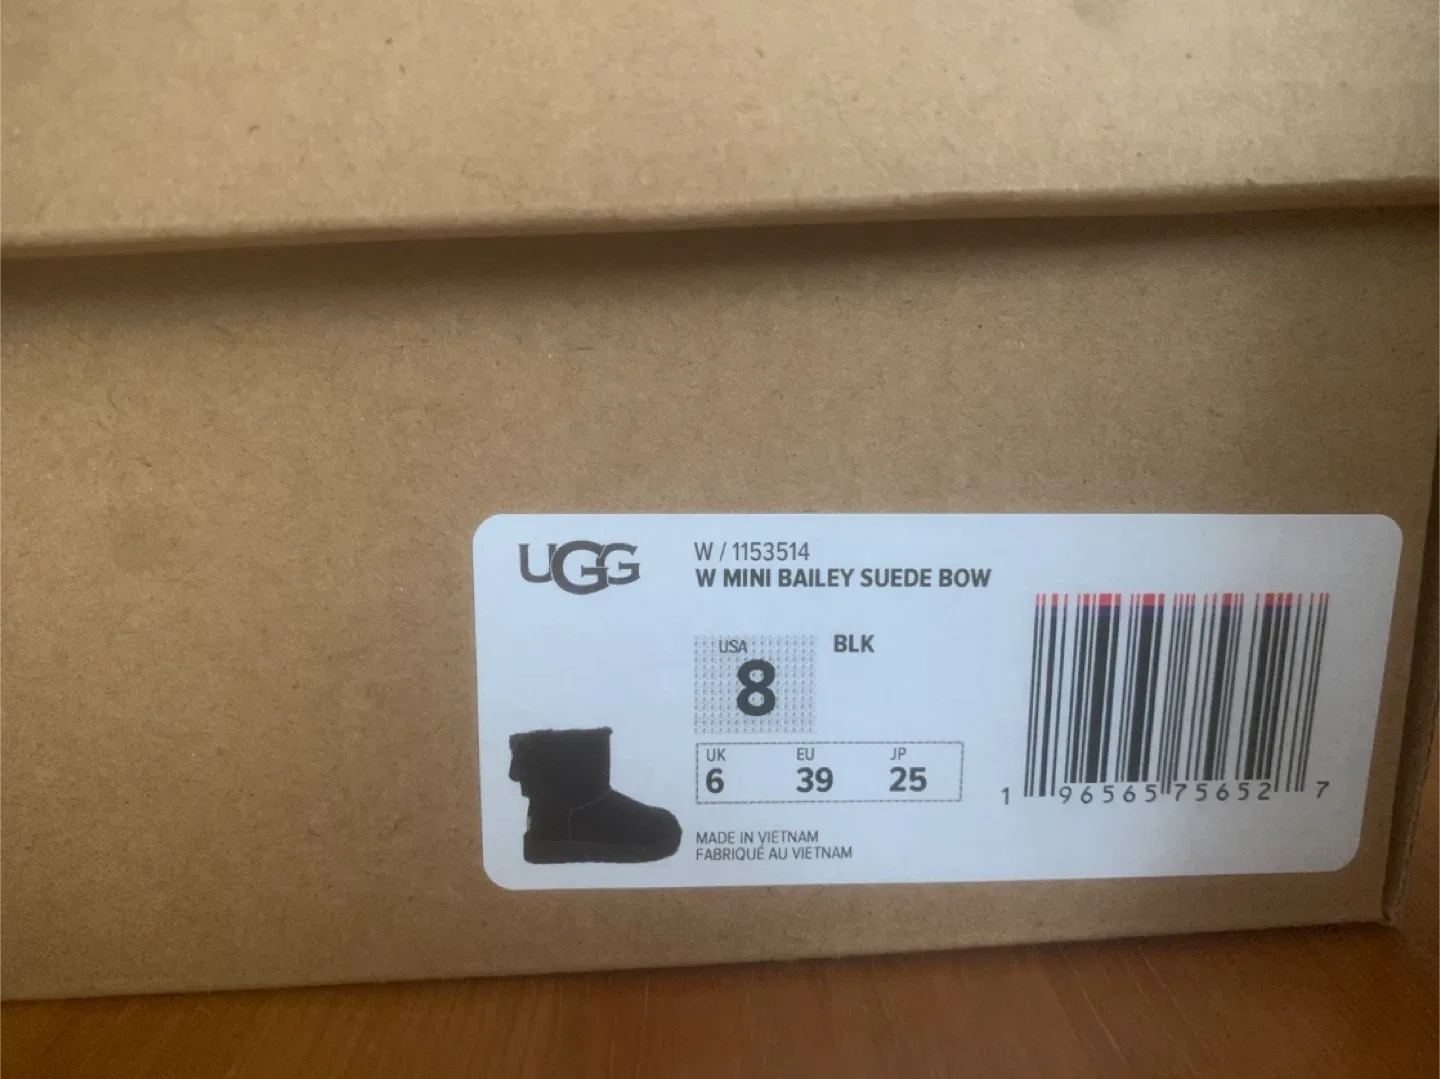 UGG
W / 1153514
W MINI BAILEY SUEDE BOW
USA
8
BLK
UK EU JP
6 39 25
MADE IN VIETNAM
FABRIQUÉ AU VIETNAM
1 96565 75652 7